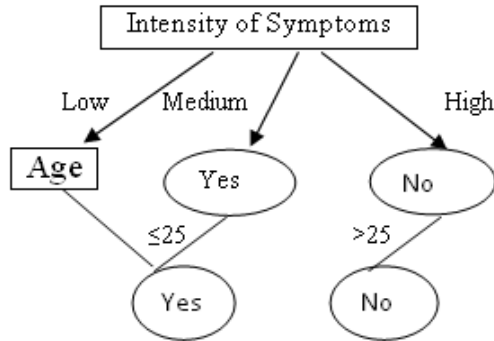 Intensity of Symptoms
Low Medium High
Age Yes No
≤25 >25
Yes No